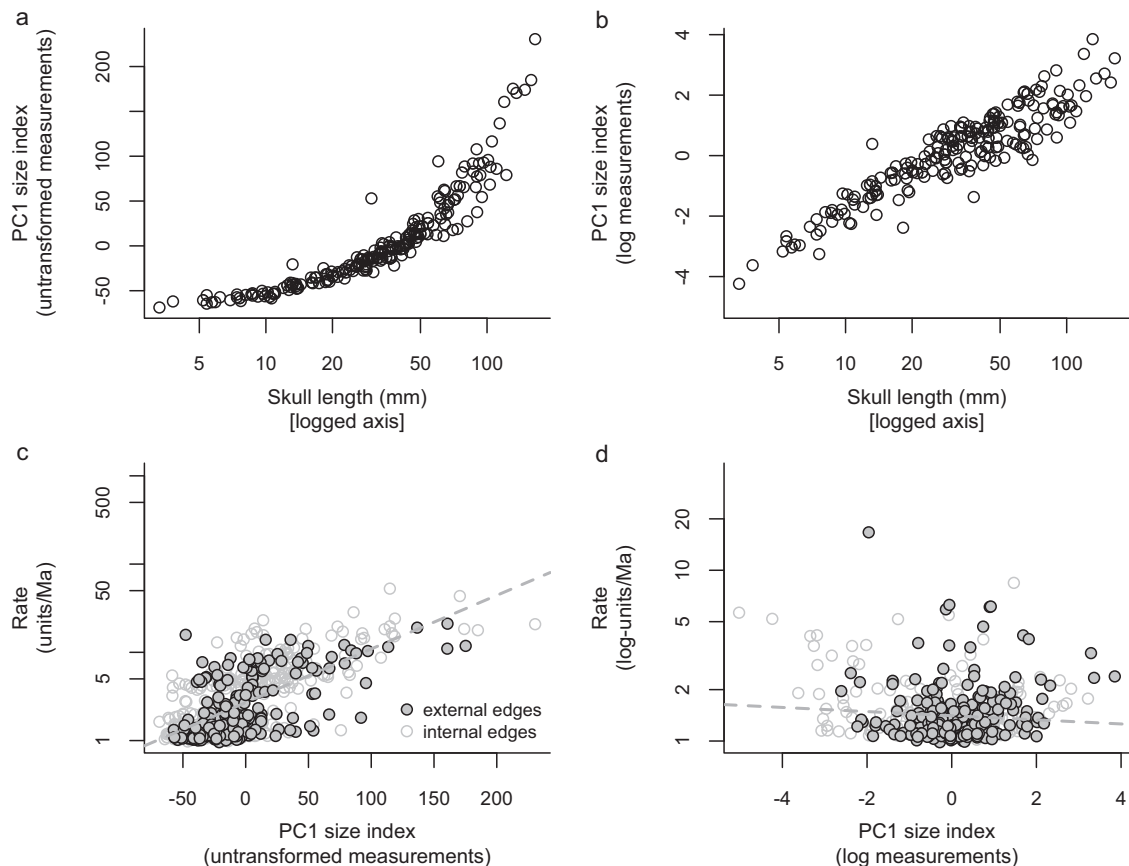 a
PC1 size index
(untransformed measurements)
200
100
50
0
-50
5 10 20 50 100
Skull length (mm)
[logged axis]
b
PC1 size index
(log measurements)
4
2
0
-2
-4
5 10 20 50 100
Skull length (mm)
[logged axis]
c
Rate
(units/Ma)
500
50
5
1
external edges
internal edges
-50 0 50 100 150 200
PC1 size index
(untransformed measurements)
d
Rate
(log-units/Ma)
20
10
5
2
1
-4 -2 0 2 4
PC1 size index
(log measurements)